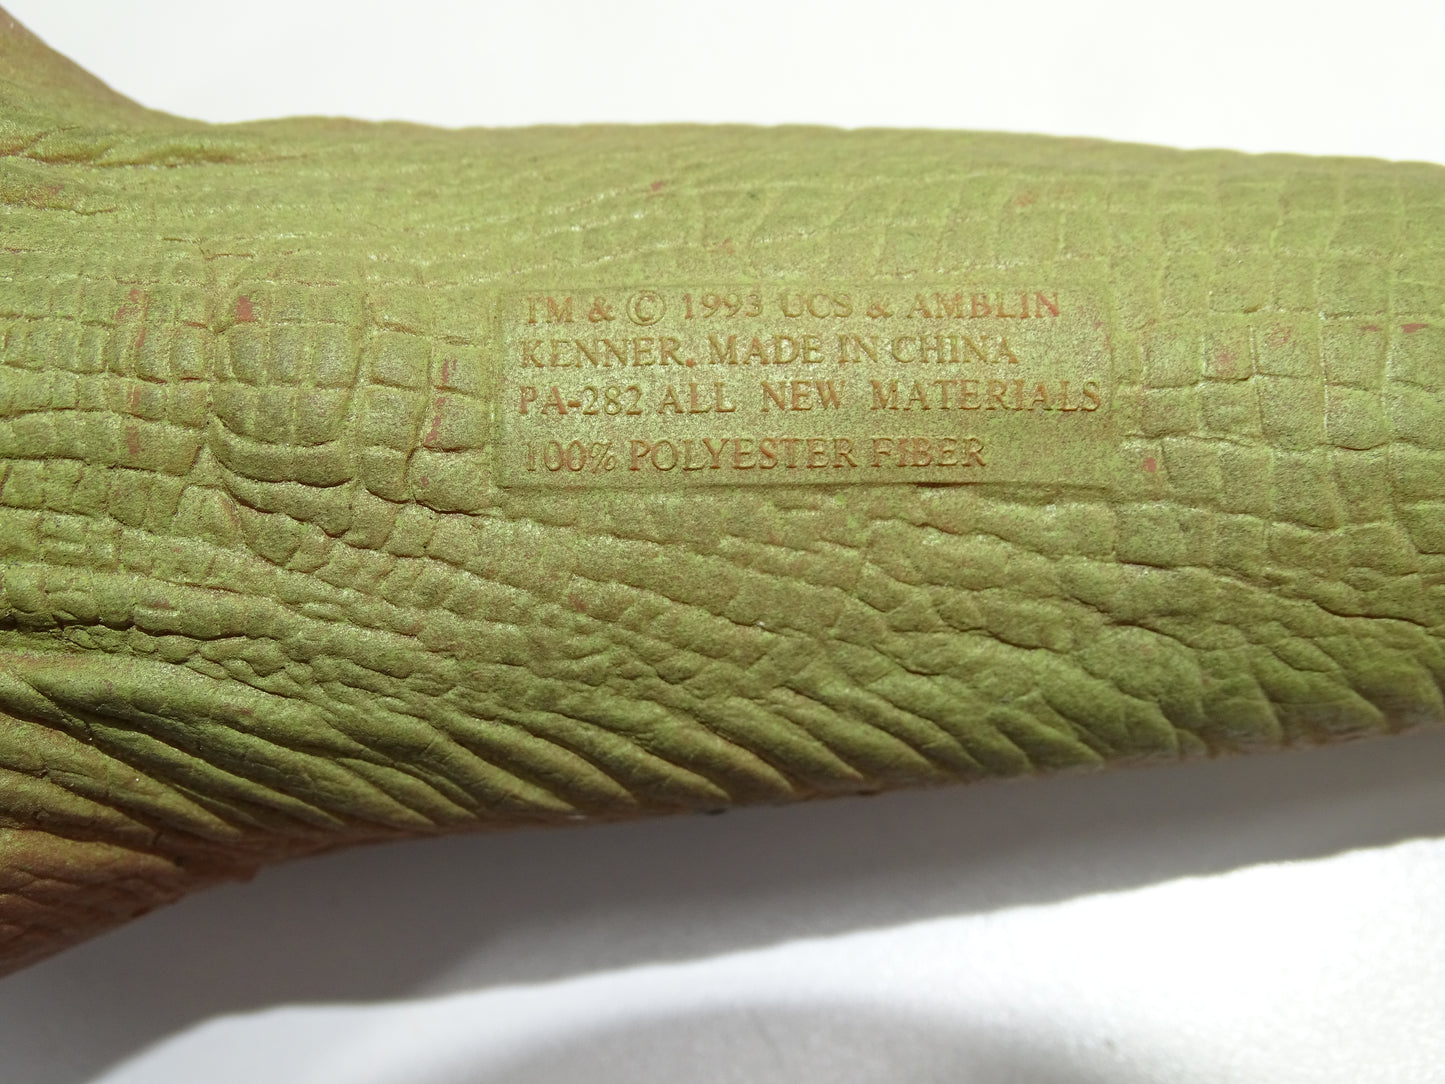 TM & © 1993 UCS & AMBLIN
KENNER. MADE IN CHINA
PA-282 ALL NEW MATERIALS
100% POLYESTER FIBER